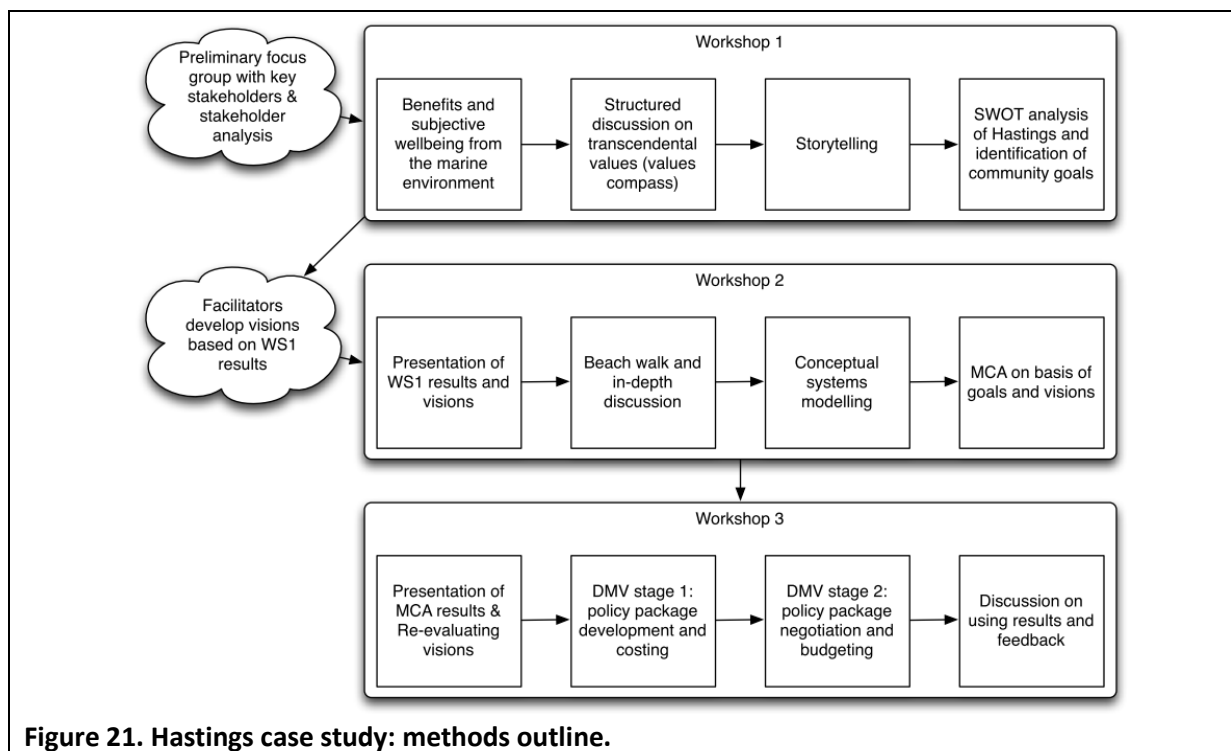 Preliminary focus
group with key
stakeholders &
stakeholder
analysis
Workshop 1
Benefits and
subjective
wellbeing from
the marine
environment
Structured
discussion on
transcendental
values (values
compass)
Storytelling
SWOT analysis
of Hastings and
identification of
community goals
Facilitators
develop visions
based on WS1
results
Workshop 2
Presentation of
WS1 results and
visions
Beach walk and
in-depth
discussion
Conceptual
systems
modelling
MCA on basis of
goals and visions
Workshop 3
Presentation of
MCA results &
Re-evaluating
visions
DMV stage 1:
policy package
development and
costing
DMV stage 2:
policy package
negotiation and
budgeting
Discussion on
using results and
feedback
Figure 21. Hastings case study: methods outline.